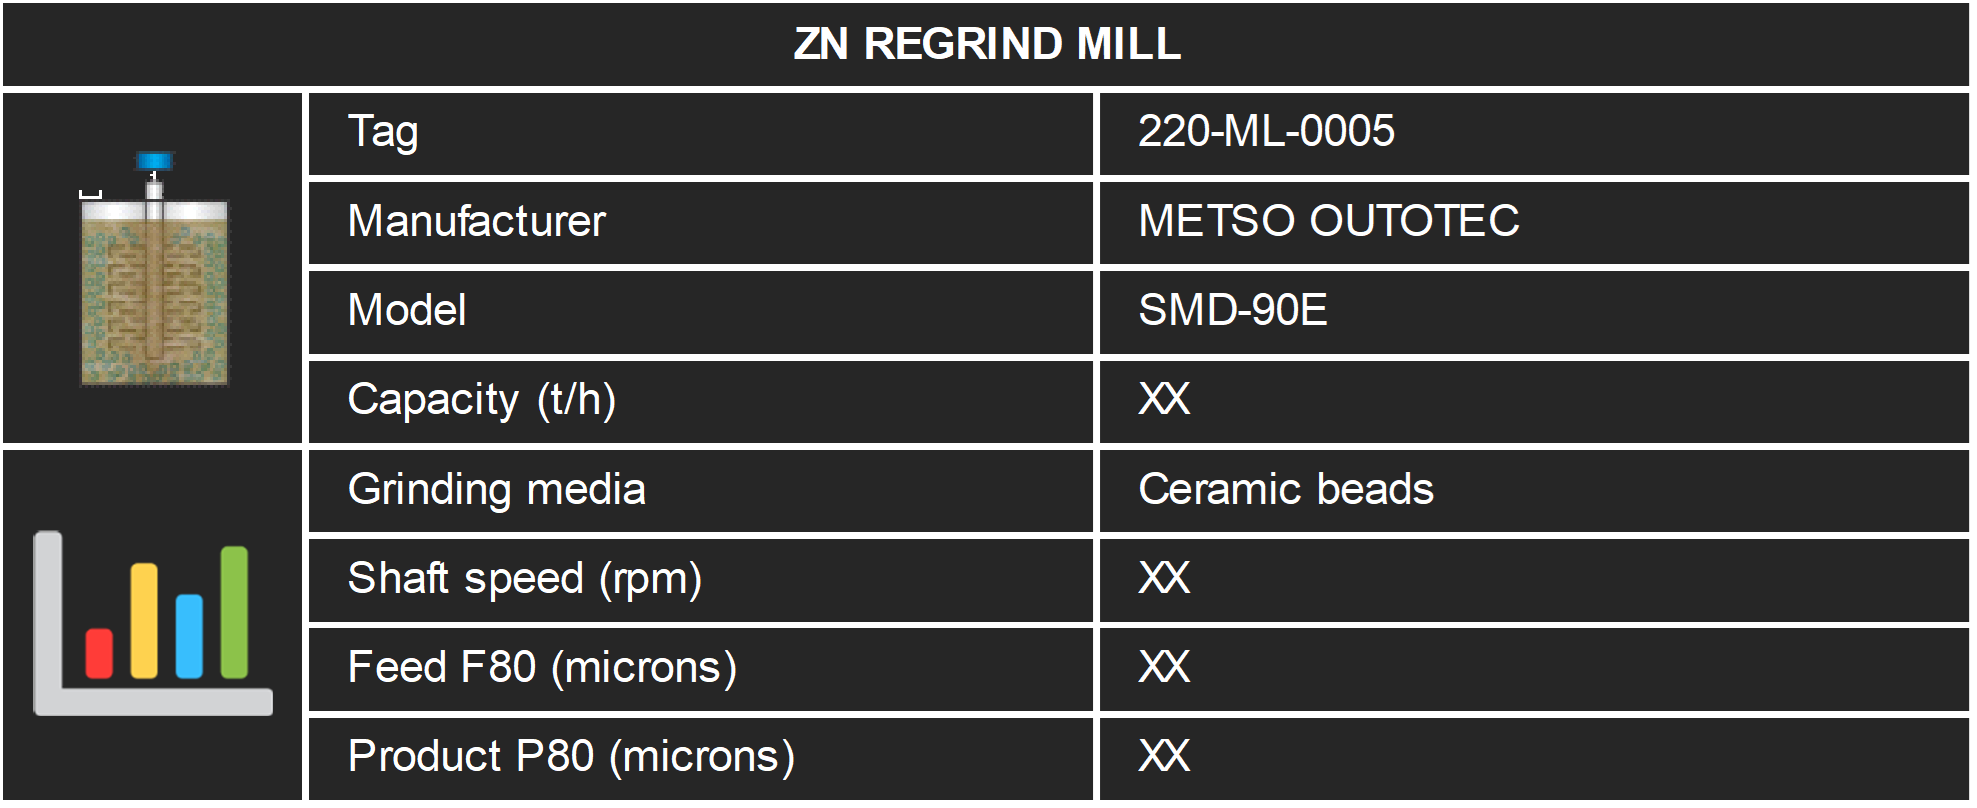 ZN REGRIND MILL
Tag 220-ML-0005
Manufacturer METSO OUTOTEC
Model SMD-90E
Capacity (t/h) XX
Grinding media Ceramic beads
Shaft speed (rpm) XX
Feed F80 (microns) XX
Product P80 (microns) XX